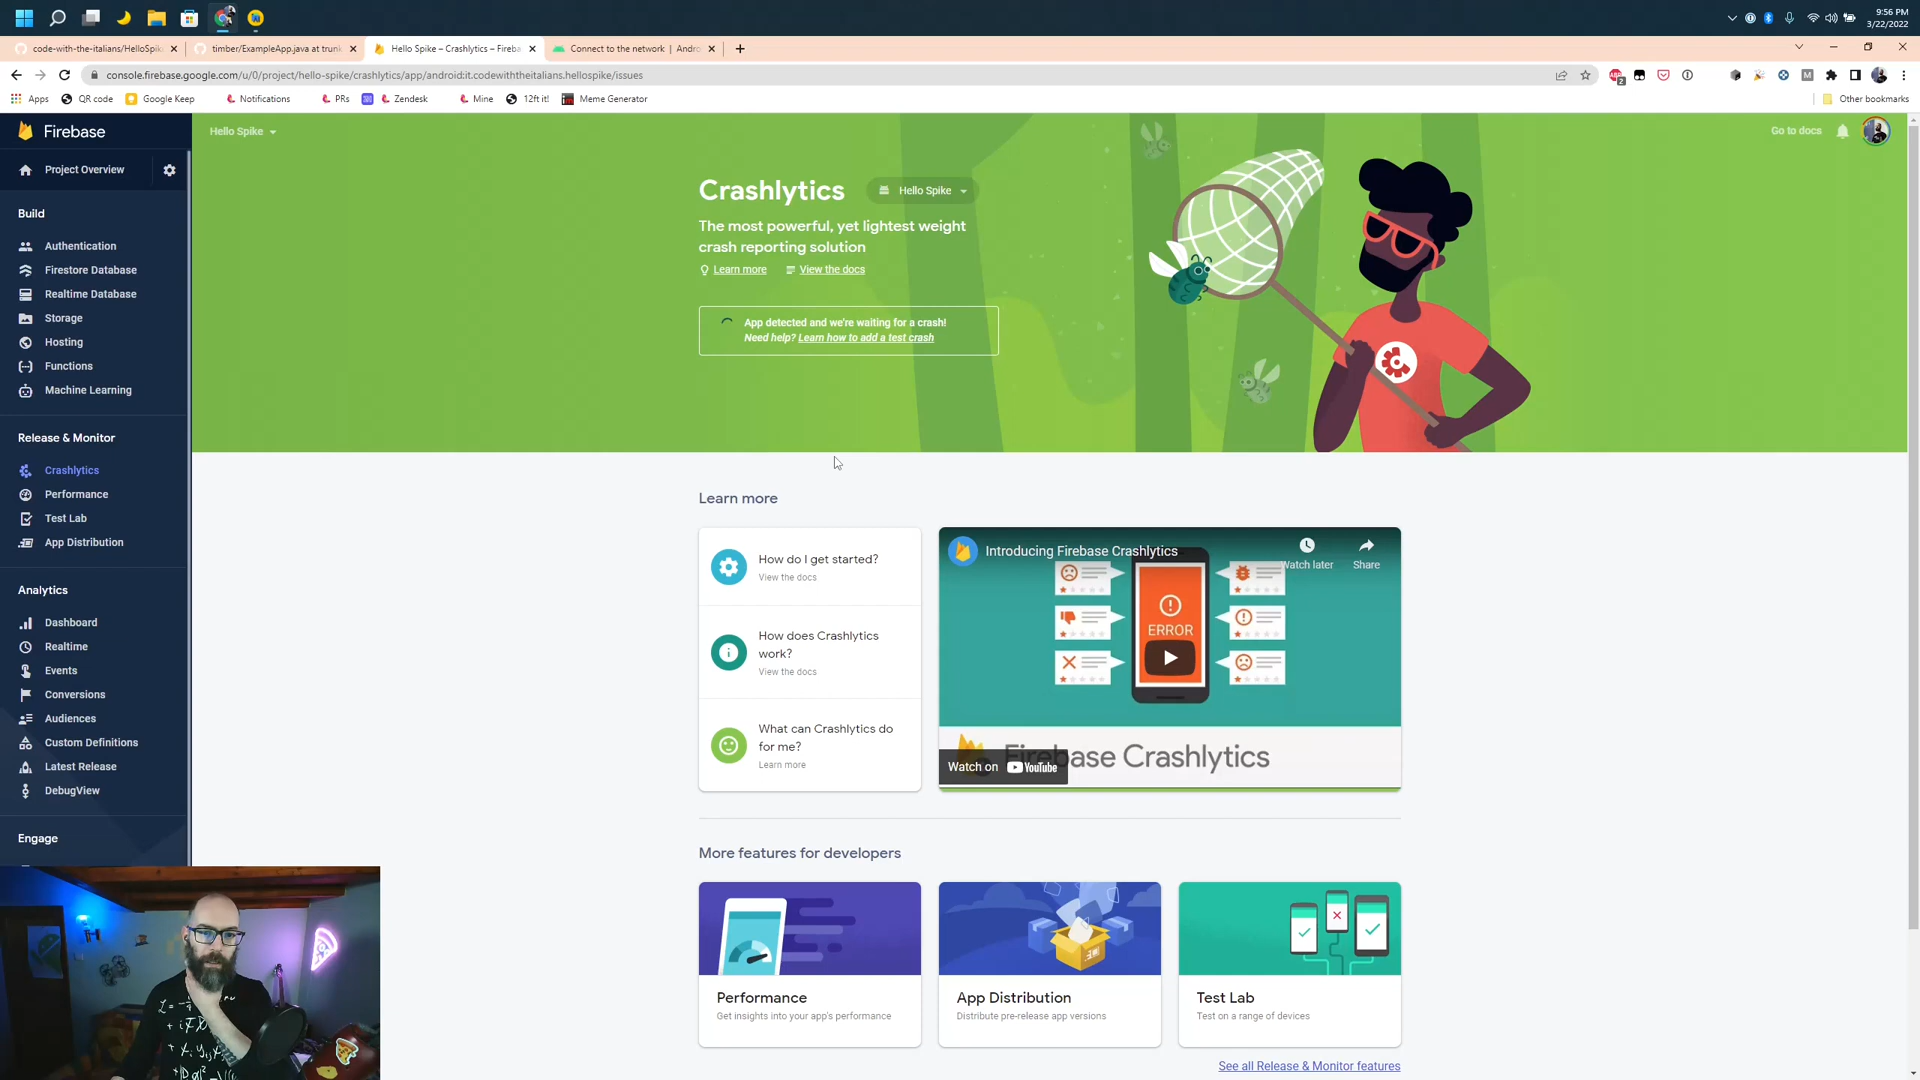 9:56 PM
3/22/2022
code-with-the-italians/HelloSpik
timber/ExampleApp.java at trunk
Hello Spike – Crashlytics – Fireba
Connect to the network | Andro
console.firebase.google.com/u/0/project/hello-spike/crashlytics/app/android:it.codewiththeitalians.hellospike/issues
Apps
QR code
Google Keep
Notifications
PRs
Zendesk
Mine
12ft it!
Meme Generator
Other bookmarks
Firebase
Hello Spike
Go to docs
Project Overview
Build
Authentication
Firestore Database
Realtime Database
Storage
Hosting
Functions
Machine Learning
Release & Monitor
Crashlytics
Performance
Test Lab
App Distribution
Analytics
Dashboard
Realtime
Events
Conversions
Audiences
Custom Definitions
Latest Release
DebugView
Engage
Crashlytics
Hello Spike
The most powerful, yet lightest weight
crash reporting solution
Learn more
View the docs
App detected and we're waiting for a crash!
Need help? Learn how to add a test crash
Learn more
How do I get started?
View the docs
How does Crashlytics
work?
View the docs
What can Crashlytics do
for me?
Learn more
Introducing Firebase Crashlytics
Watch later
Share
ERROR
Firebase Crashlytics
Watch on YouTube
More features for developers
Performance
Get insights into your app's performance
App Distribution
Distribute pre-release app versions
Test Lab
Test on a range of devices
See all Release & Monitor features